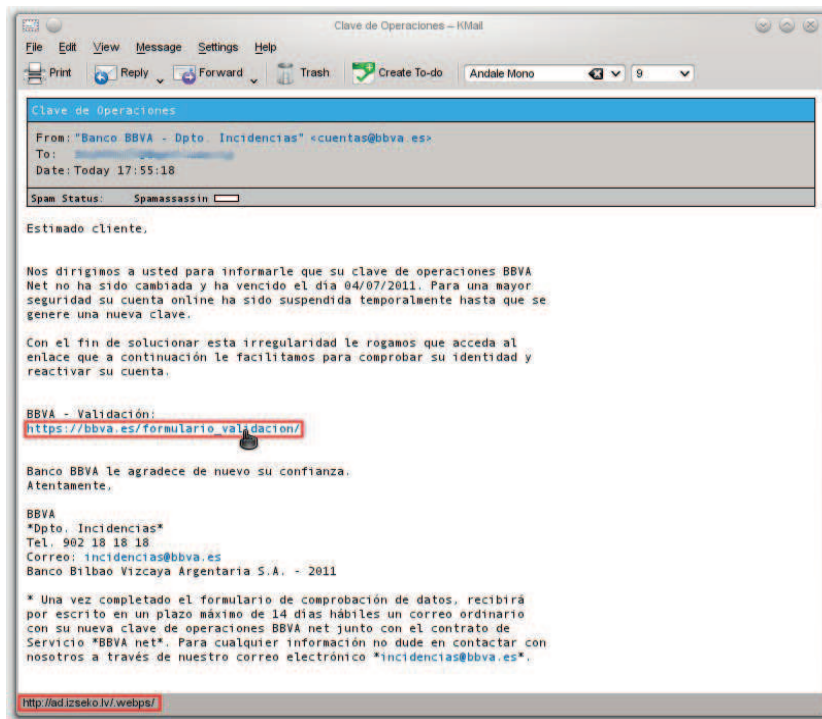 Clave de Operaciones – KMail
File Edit View Message Settings Help
Print Reply Forward Trash Create To-do Andale Mono 9
Clave de Operaciones
From: "Banco BBVA - Dpto. Incidencias" <cuentas@bbva.es>
To:
Date: Today 17:55:18
Spam Status: Spamassassin
Estimado cliente,
Nos dirigimos a usted para informarle que su clave de operaciones BBVA
Net no ha sido cambiada y ha vencido el día 04/07/2011. Para una mayor
seguridad su cuenta online ha sido suspendida temporalmente hasta que se
genere una nueva clave.
Con el fin de solucionar esta irregularidad le rogamos que acceda al
enlace que a continuación le facilitamos para comprobar su identidad y
reactivar su cuenta.
BBVA - Validación:
https://bbva.es/formulario_validacion/
Banco BBVA le agradece de nuevo su confianza.
Atentamente,
BBVA
*Dpto. Incidencias*
Tel. 902 18 18 18
Correo: incidencias@bbva.es
Banco Bilbao Vizcaya Argentaria S.A. - 2011
* Una vez completado el formulario de comprobación de datos, recibirá
por escrito en un plazo máximo de 14 días hábiles un correo ordinario
con su nueva clave de operaciones BBVA net junto con el contrato de
Servicio *BBVA net*. Para cualquier información no dude en contactar con
nosotros a través de nuestro correo electrónico *incidencias@bbva.es*.
http://ad.izseko.lv/.webps/